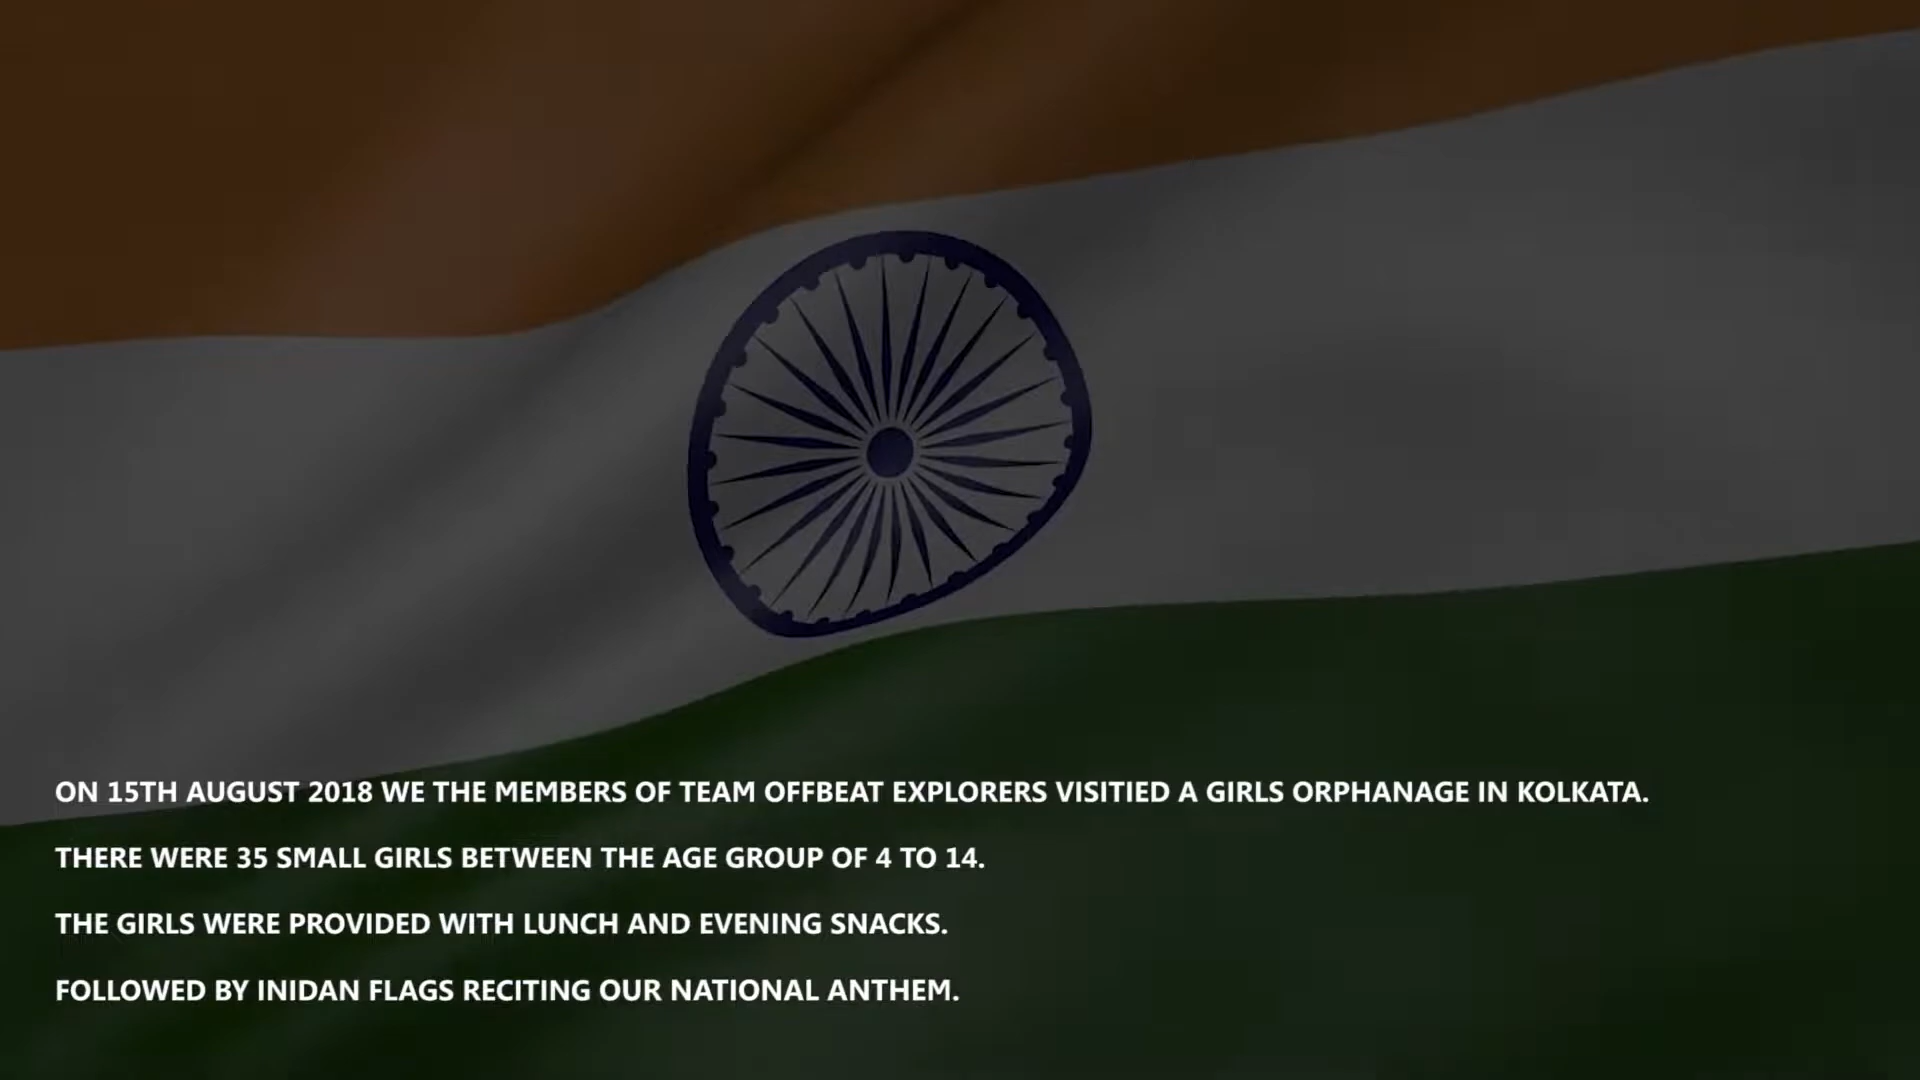 ON 15TH AUGUST 2018 WE THE MEMBERS OF TEAM OFFBEAT EXPLORERS VISITIED A GIRLS ORPHANAGE IN KOLKATA.
THERE WERE 35 SMALL GIRLS BETWEEN THE AGE GROUP OF 4 TO 14.
THE GIRLS WERE PROVIDED WITH LUNCH AND EVENING SNACKS.
FOLLOWED BY INIDAN FLAGS RECITING OUR NATIONAL ANTHEM.